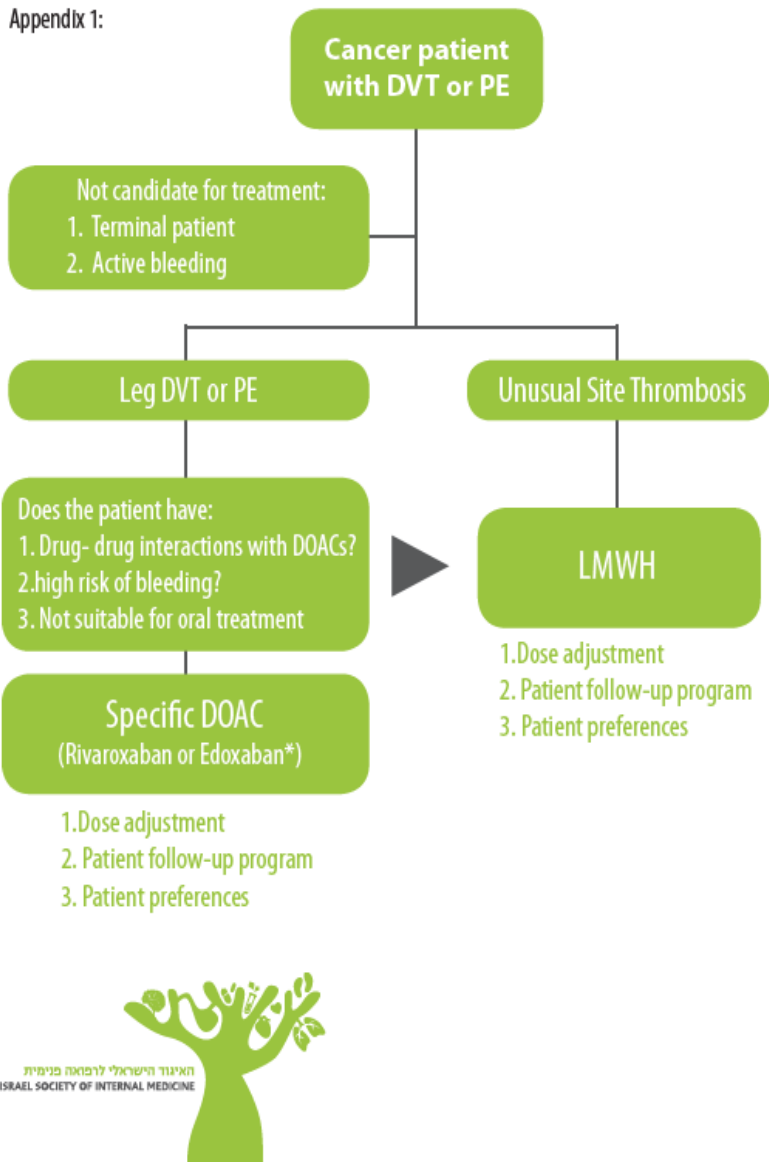 Appendix 1:
Cancer patient
with DVT or PE
Not candidate for treatment:
1. Terminal patient
2. Active bleeding
Leg DVT or PE
Unusual Site Thrombosis
Does the patient have:
1. Drug- drug interactions with DOACs?
2.high risk of bleeding?
3. Not suitable for oral treatment
LMWH
1.Dose adjustment
2. Patient follow-up program
3. Patient preferences
Specific DOAC
(Rivaroxaban or Edoxaban*)
1.Dose adjustment
2. Patient follow-up program
3. Patient preferences
האיגוד הישראלי לרפואה פנימית
ISRAEL SOCIETY OF INTERNAL MEDICINE